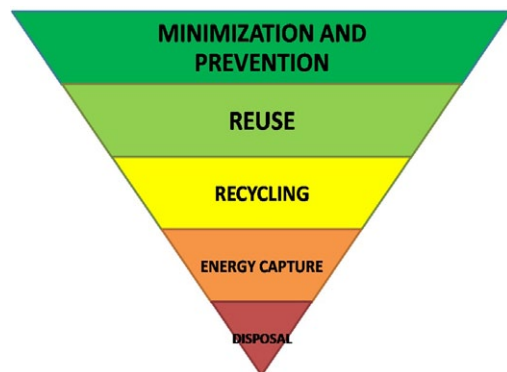 MINIMIZATION AND
PREVENTION
REUSE
RECYCLING
ENERGY CAPTURE
DISPOSAL